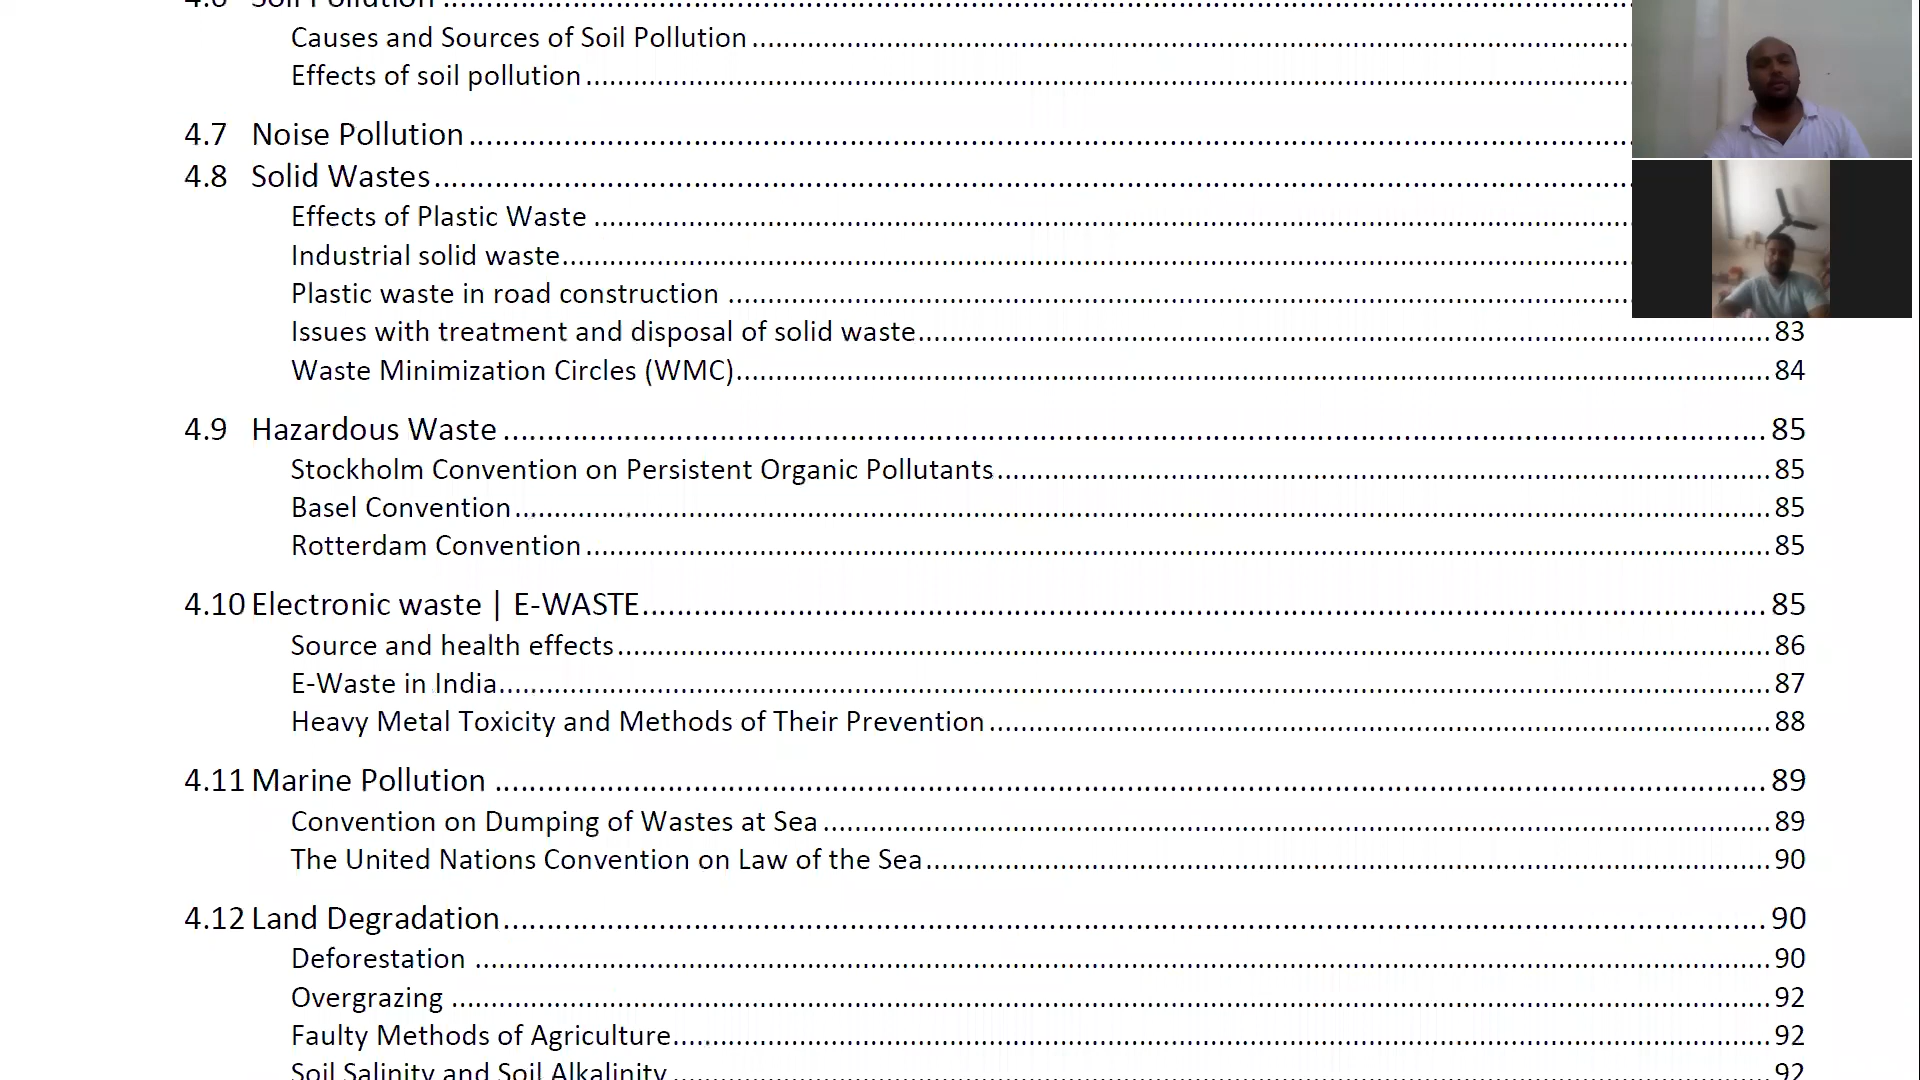 4.6 Soil Pollution
Causes and Sources of Soil Pollution
Effects of soil pollution
4.7 Noise Pollution
4.8 Solid Wastes
Effects of Plastic Waste
Industrial solid waste
Plastic waste in road construction
Issues with treatment and disposal of solid waste 83
Waste Minimization Circles (WMC) 84
4.9 Hazardous Waste 85
Stockholm Convention on Persistent Organic Pollutants 85
Basel Convention 85
Rotterdam Convention 85
4.10 Electronic waste | E-WASTE 85
Source and health effects 86
E-Waste in India 87
Heavy Metal Toxicity and Methods of Their Prevention 88
4.11 Marine Pollution 89
Convention on Dumping of Wastes at Sea 89
The United Nations Convention on Law of the Sea 90
4.12 Land Degradation 90
Deforestation 90
Overgrazing 92
Faulty Methods of Agriculture 92
Soil Salinity and Soil Alkalinity 92